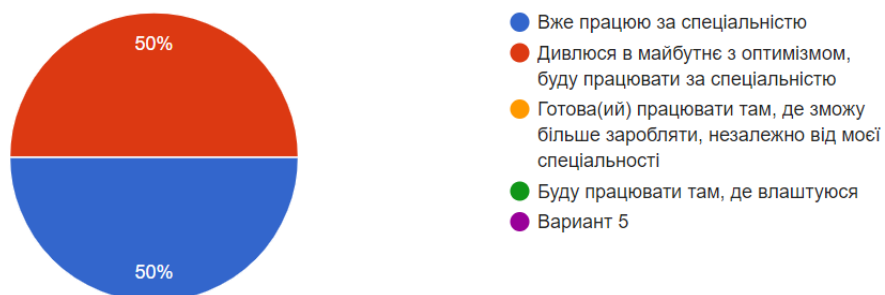 50%
50%
Вже працюю за спеціальністю
Дивлюся в майбутнє з оптимізмом,
буду працювати за спеціальністю
Готова(ий) працювати там, де зможу
більше заробляти, незалежно від моєї
спеціальності
Буду працювати там, де влаштуюся
Вариант 5